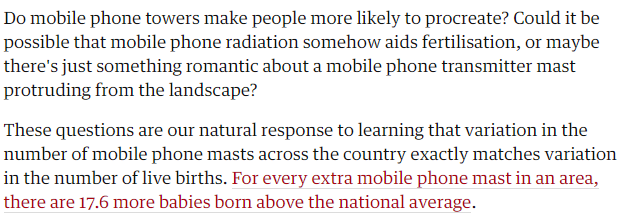 Do mobile phone towers make people more likely to procreate? Could it be
possible that mobile phone radiation somehow aids fertilisation, or maybe
there's just something romantic about a mobile phone transmitter mast
protruding from the landscape?
These questions are our natural response to learning that variation in the
number of mobile phone masts across the country exactly matches variation
in the number of live births. For every extra mobile phone mast in an area,
there are 17.6 more babies born above the national average.